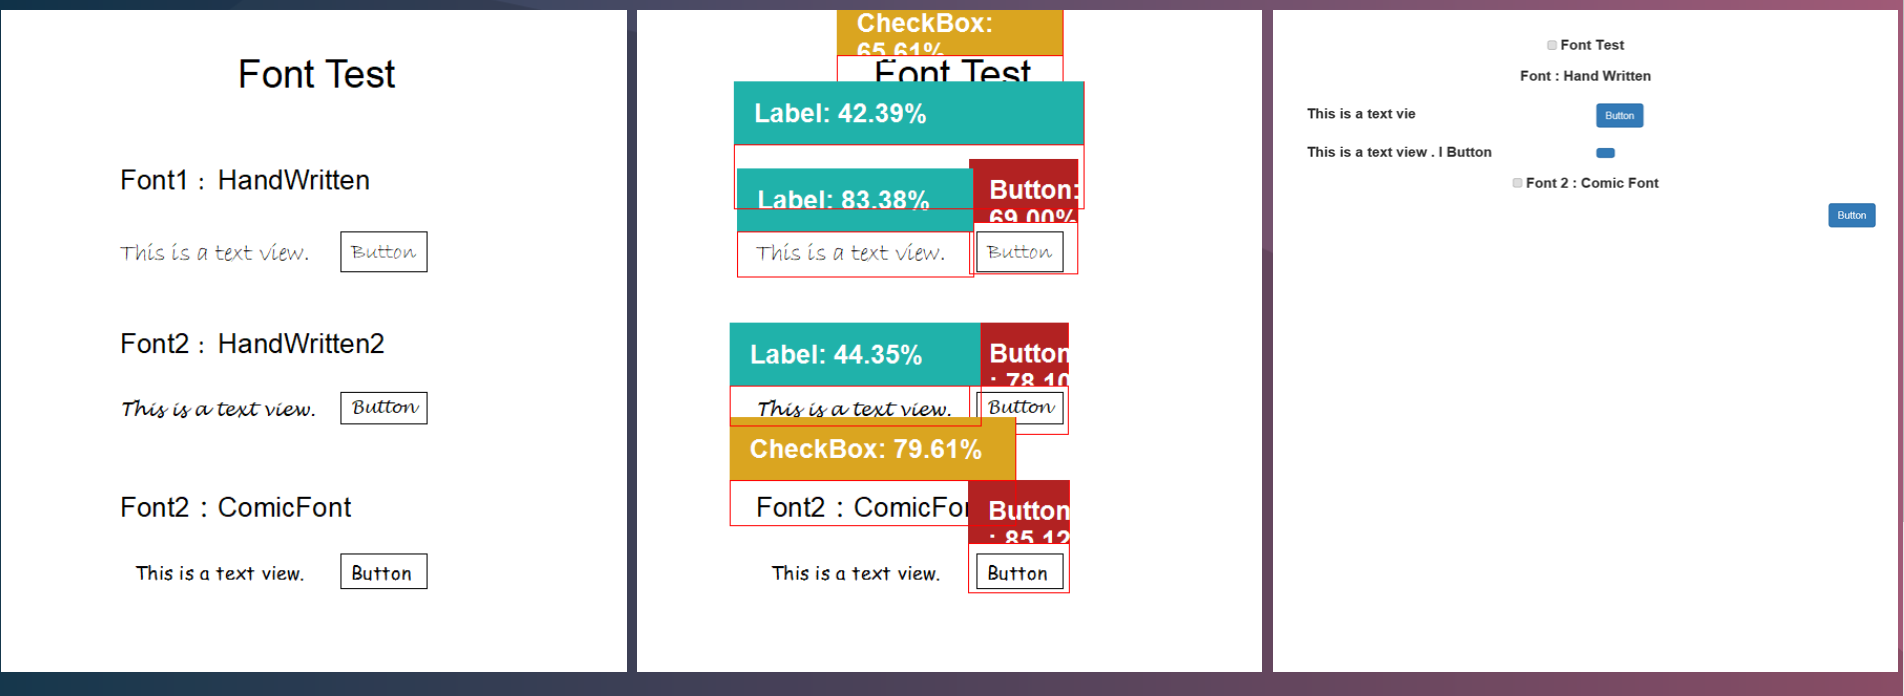 Font Test
Font1 : HandWritten
This is a text view. Button
Font2 : HandWritten2
This is a text view. Button
Font2 : ComicFont
This is a text view. Button
CheckBox:
65.61%
Font Test
Label: 42.39%
Label: 83.38% Button:
69.00%
This is a text view. Button
Label: 44.35% Button
: 78.10
This is a text view. Button
CheckBox: 79.61%
Font2 : ComicFon
Button
: 85.12
This is a text view. Button
Font Test
Font : Hand Written
This is a text vie Button
This is a text view . I Button
Font 2 : Comic Font
Button